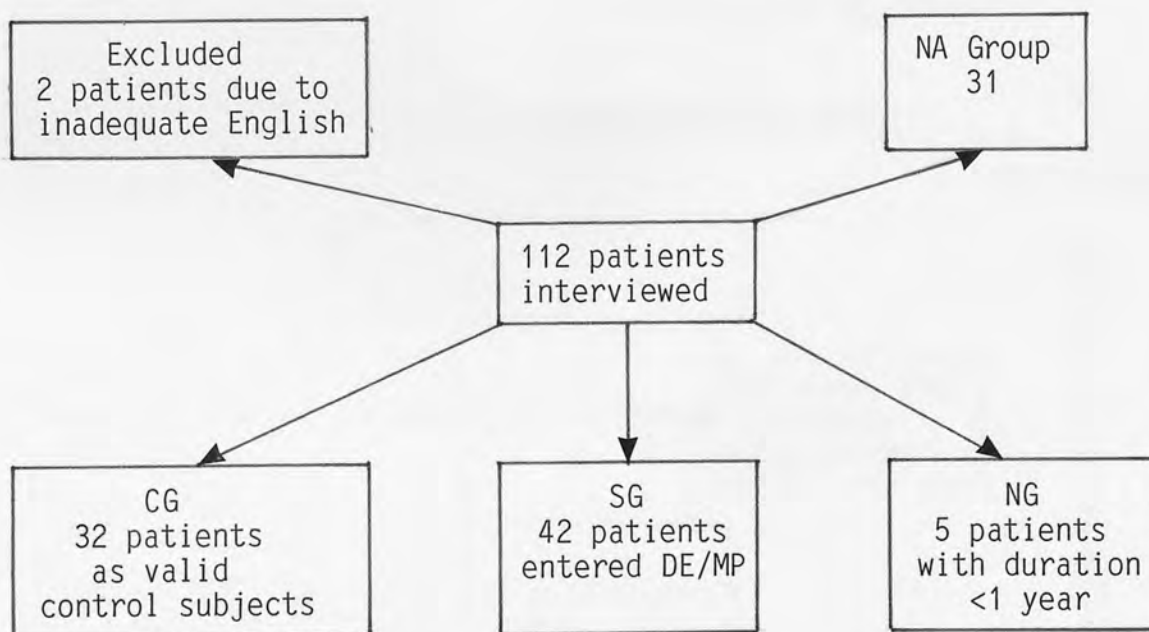 Excluded
2 patients due to
inadequate English
NA Group
31
112 patients
interviewed
CG
32 patients
as valid
control subjects
SG
42 patients
entered DE/MP
NG
5 patients
with duration
<1 year